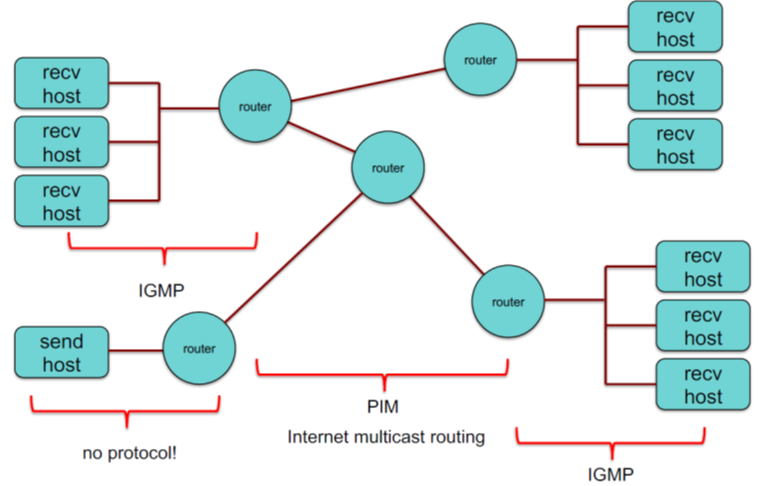 recv
host
recv
host
recv
host
router
router
recv
host
recv
host
recv
host
router
IGMP
send
host
router
no protocol!
router
PIM
Internet multicast routing
recv
host
recv
host
recv
host
IGMP